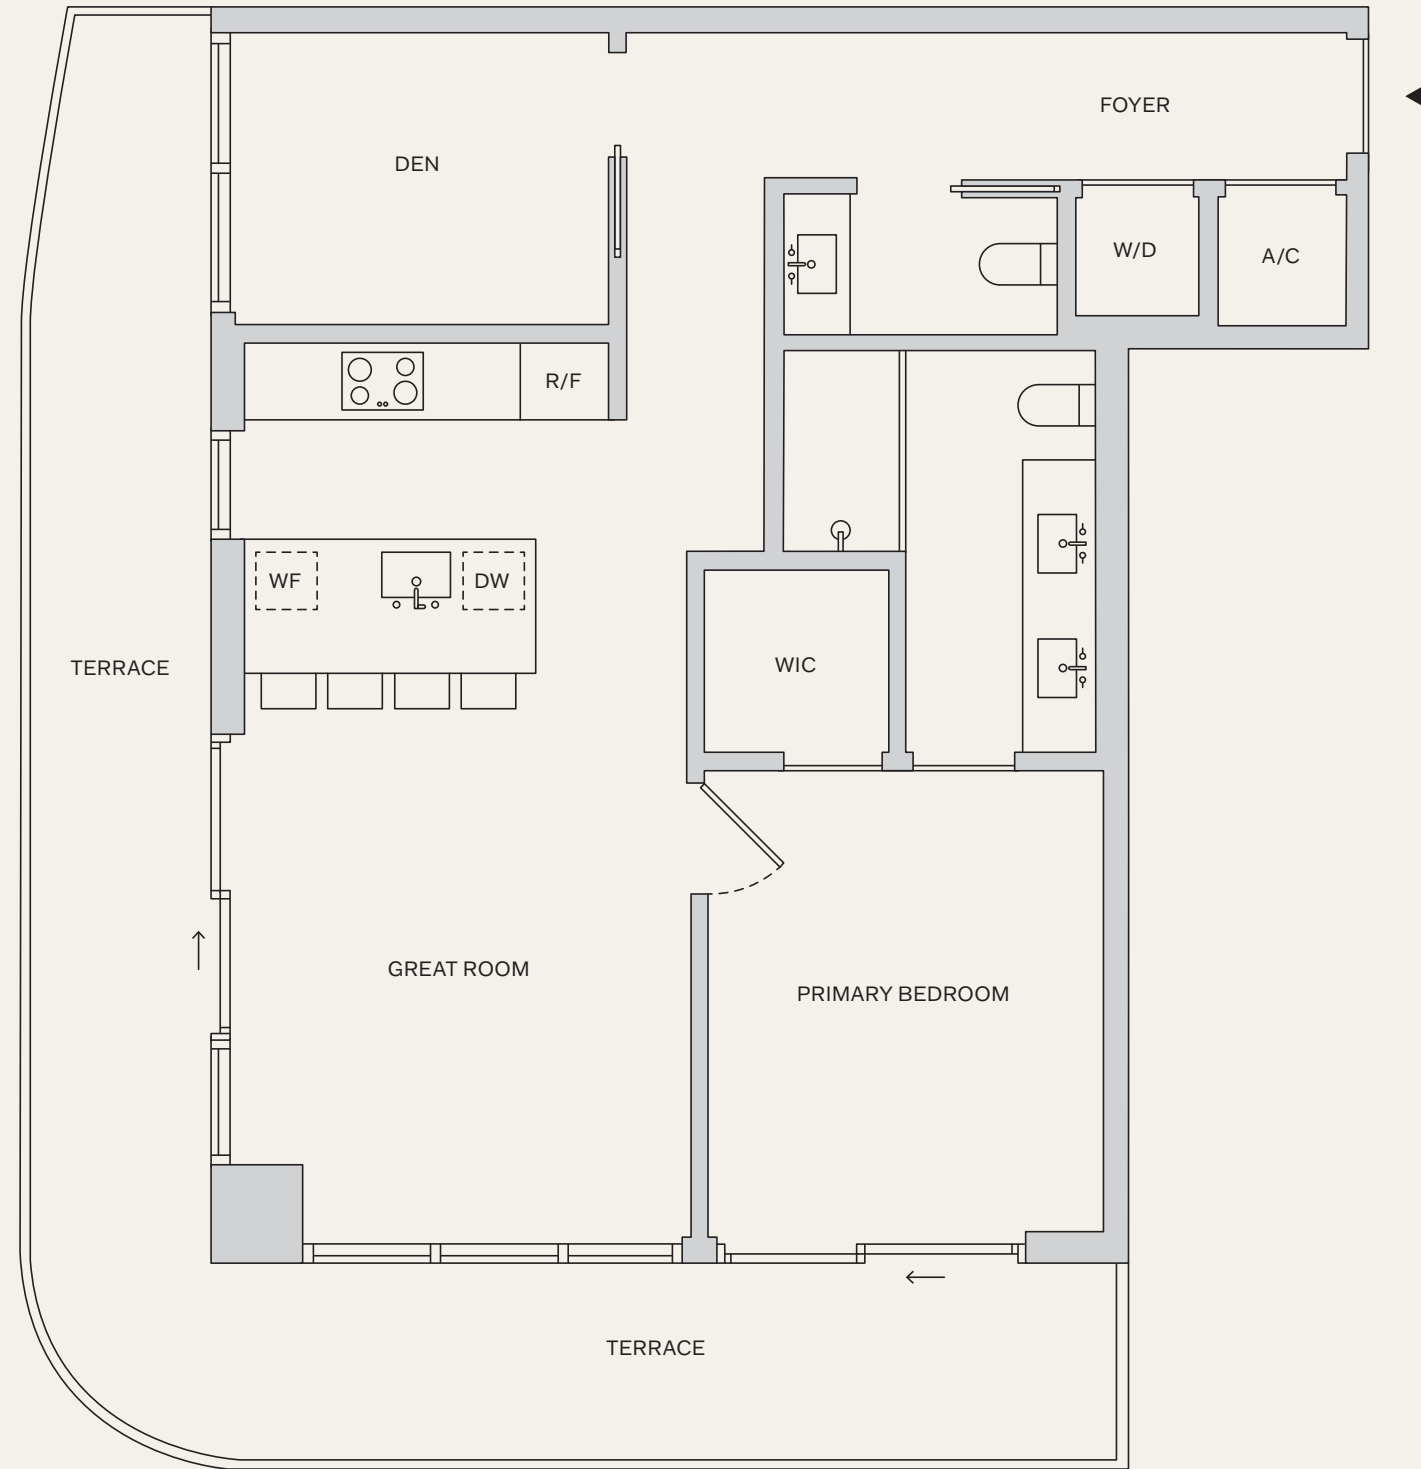 FOYER
DEN
W/D
A/C
R/F
WF
DW
TERRACE
WIC
GREAT ROOM
PRIMARY BEDROOM
TERRACE